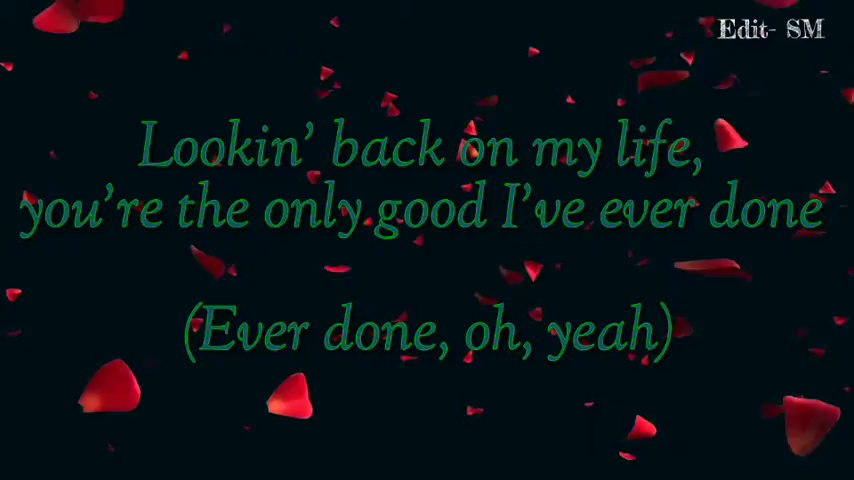 Edit- SM
Lookin’ back on my life,
you’re the only good I’ve ever done
(Ever done, oh, yeah)